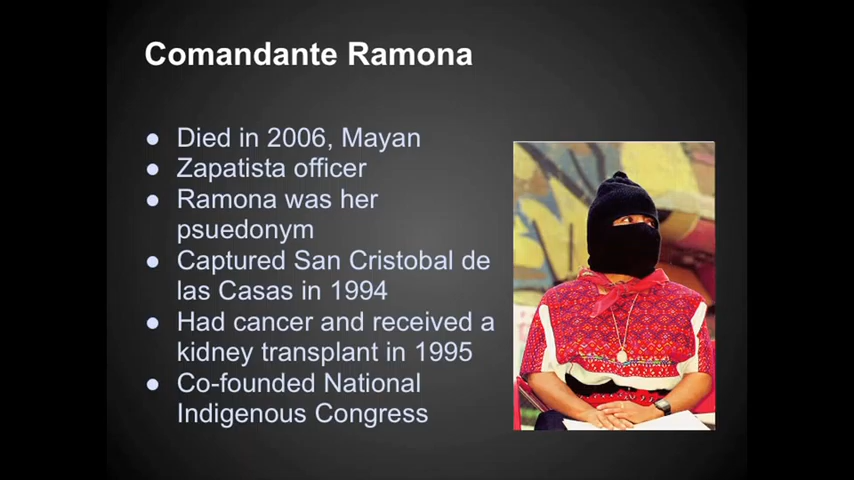 Comandante Ramona
● Died in 2006, Mayan
● Zapatista officer
● Ramona was her
psuedonym
● Captured San Cristobal de
las Casas in 1994
● Had cancer and received a
kidney transplant in 1995
● Co-founded National
Indigenous Congress